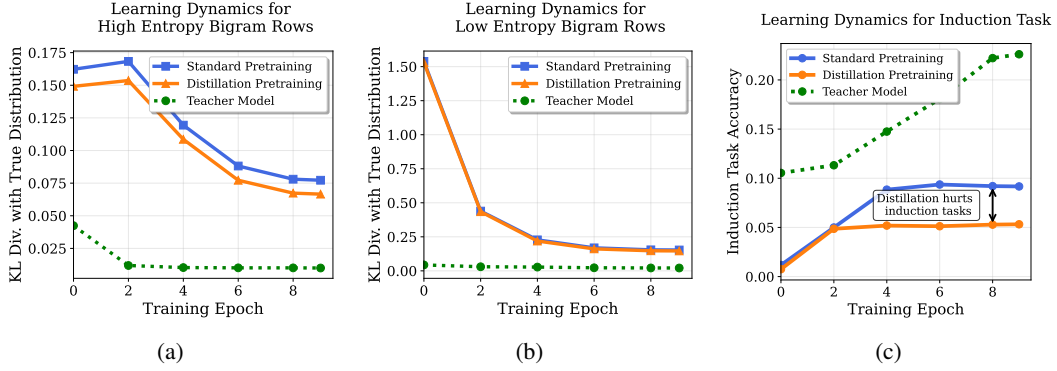 Learning Dynamics for
High Entropy Bigram Rows
KL Div. with True Distribution
0.175
0.150
0.125
0.100
0.075
0.050
0.025
Standard Pretraining
Distillation Pretraining
Teacher Model
0 2 4 6 8
Training Epoch
(a)
Learning Dynamics for
Low Entropy Bigram Rows
KL Div. with True Distribution
1.50
1.25
1.00
0.75
0.50
0.25
0.00
Standard Pretraining
Distillation Pretraining
Teacher Model
0 2 4 6 8
Training Epoch
(b)
Learning Dynamics for Induction Task
Induction Task Accuracy
0.20
0.15
0.10
0.05
0.00
Standard Pretraining
Distillation Pretraining
Teacher Model
Distillation hurts
induction tasks
0 2 4 6 8
Training Epoch
(c)